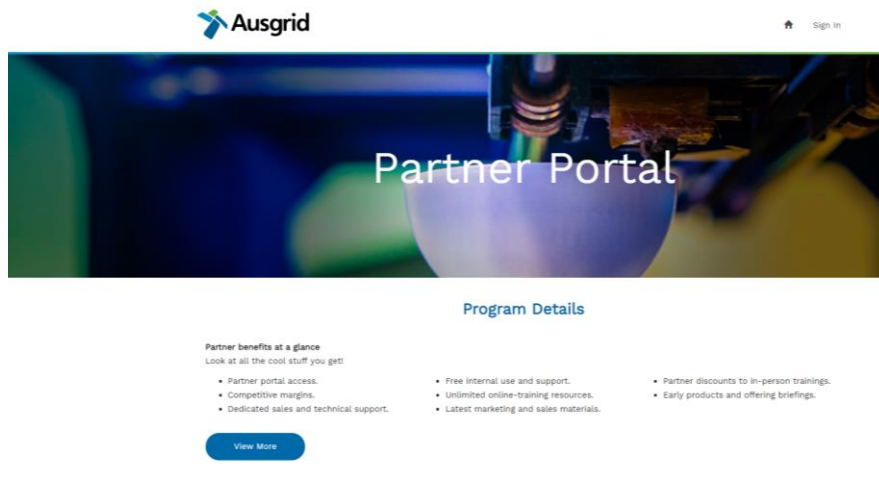 Ausgrid
Sign In
Partner Portal
Program Details
Partner benefits at a glance
Look at all the cool stuff you get!
• Partner portal access.
• Competitive margins.
• Dedicated sales and technical support.
• Free internal use and support.
• Unlimited online-training resources.
• Latest marketing and sales materials.
• Partner discounts to in-person trainings.
• Early products and offering briefings.
View More